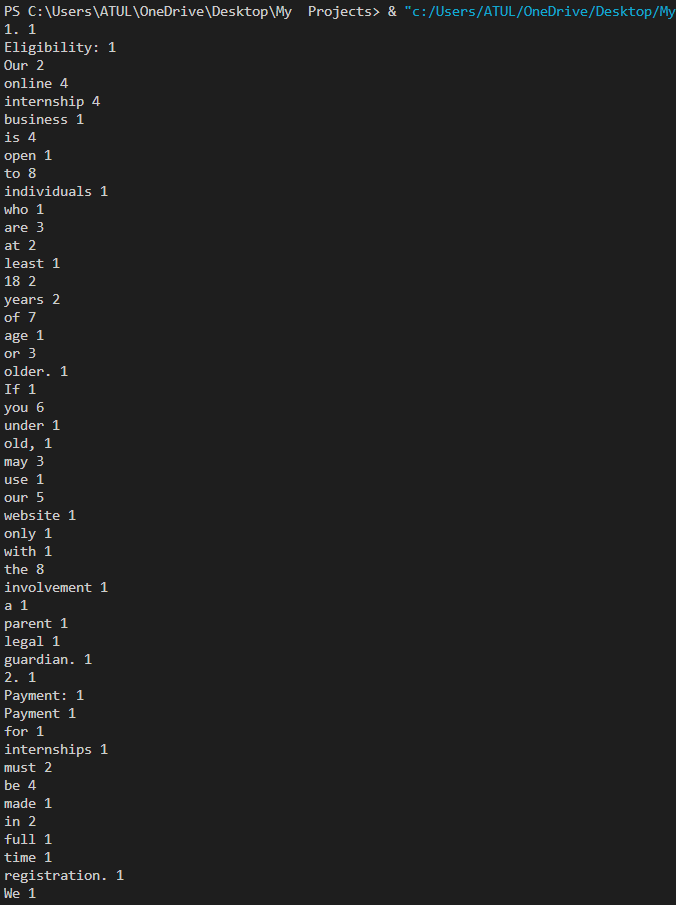 PS C:\Users\ATUL\OneDrive\Desktop\My  Projects> & "c:/Users/ATUL/OneDrive/Desktop/My
1. 1
Eligibility: 1
Our 2
online 4
internship 4
business 1
is 4
open 1
to 8
individuals 1
who 1
are 3
at 2
least 1
18 2
years 2
of 7
age 1
or 3
older. 1
If 1
you 6
under 1
old, 1
may 3
use 1
our 5
website 1
only 1
with 1
the 8
involvement 1
a 1
parent 1
legal 1
guardian. 1
2. 1
Payment: 1
Payment 1
for 1
internships 1
must 2
be 4
made 1
in 2
full 1
time 1
registration. 1
We 1